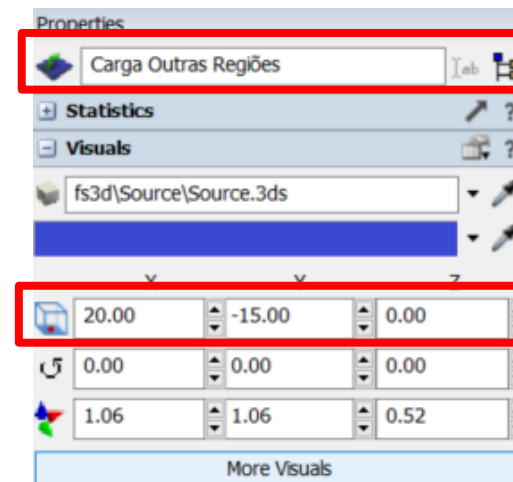 Properties
Carga Outras Regiões ab
+ Statistics ?
- Visuals ?
fs3d\Source\Source.3ds
X Y Z
20.00 -15.00 0.00
0.00 0.00 0.00
1.06 1.06 0.52
More Visuals